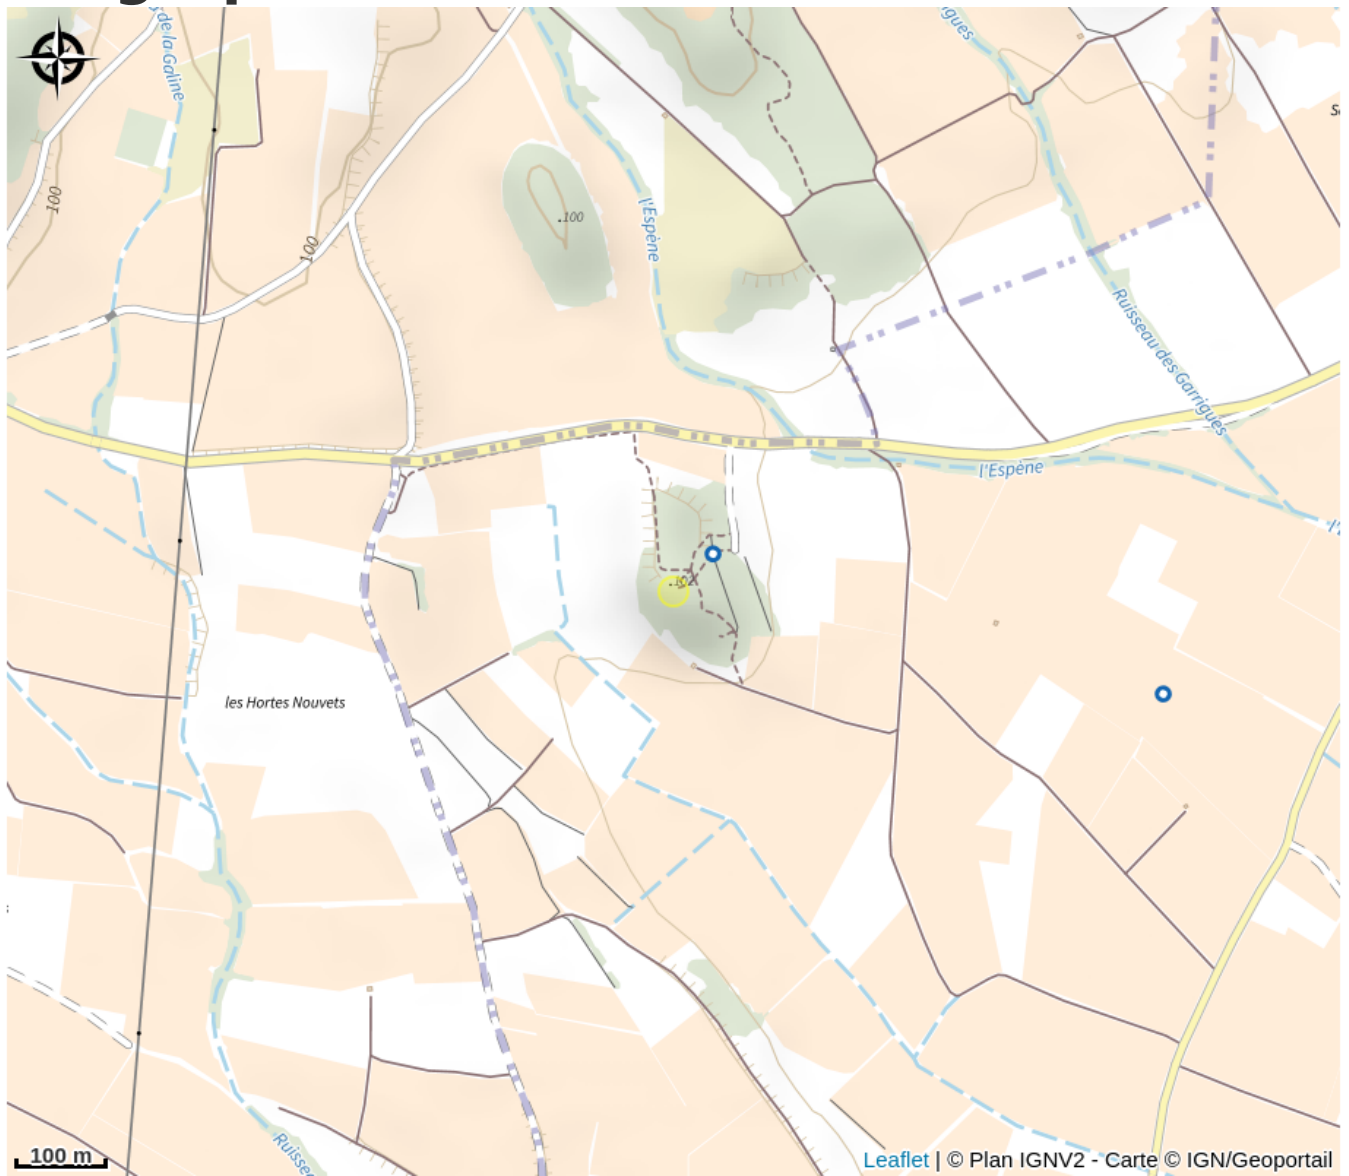 de la Galine
100
100
.100
l'Espène
Ruisseau des Garrigues
l'Espène
.102
les Hortes Nouvets
100 m
Leaflet | © Plan IGNV2 - Carte © IGN/Geoportail